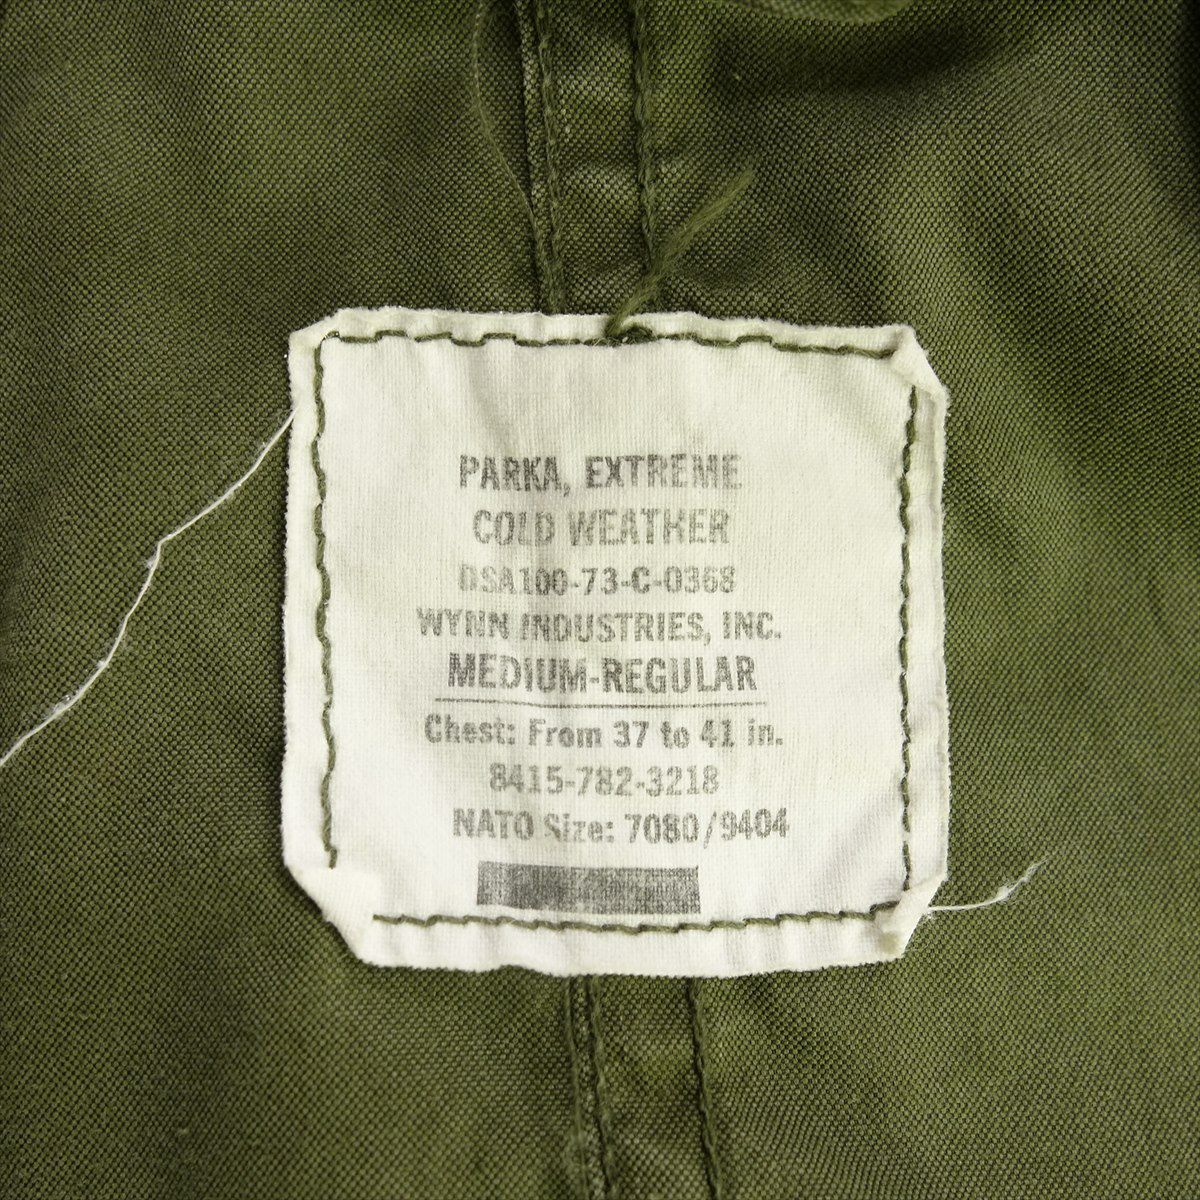 PARKA, EXTREME
COLD WEATHER
DSA100-73-C-0368
WYNN INDUSTRIES, INC.
MEDIUM-REGULAR
Chest: From 37 to 41 in.
8415-782-3218
NATO Size: 7080/9404